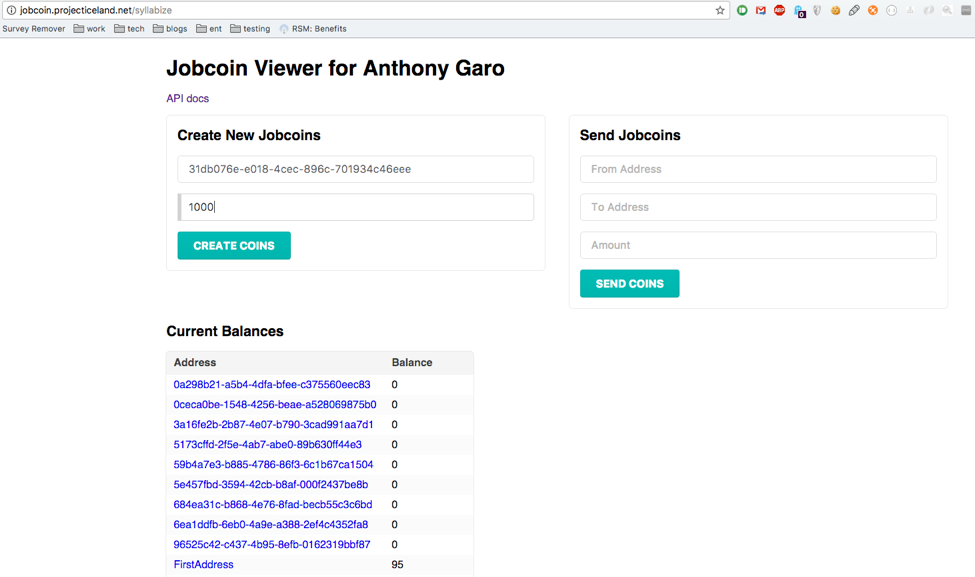 jobcoin.projecticeland.net/syllabize
Survey Remover work tech blogs ent testing RSM: Benefits
Jobcoin Viewer for Anthony Garo
API docs
Create New Jobcoins
31db076e-e018-4cec-896c-701934c46eee
1000
CREATE COINS
Send Jobcoins
From Address
To Address
Amount
SEND COINS
Current Balances
Address Balance
0a298b21-a5b4-4dfa-bfee-c375560eec83 0
0ceca0be-1548-4256-beae-a528069875b0 0
3a16fe2b-2b87-4e07-b790-3cad991aa7d1 0
5173cffd-2f5e-4ab7-abe0-89b630ff44e3 0
59b4a7e3-b885-4786-86f3-6c1b67ca1504 0
5e457fbd-3594-42cb-b8af-000f2437be8b 0
684ea31c-b868-4e76-8fad-becb55c3c6bd 0
6ea1ddfb-6eb0-4a9e-a388-2ef4c4352fa8 0
96525c42-c437-4b95-8efb-0162319bbf87 0
FirstAddress 95